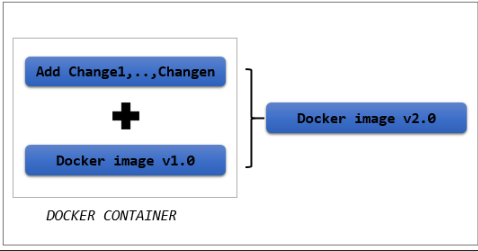 Add Change1,..,Changen
Docker image v1.0
Docker image v2.0
DOCKER CONTAINER